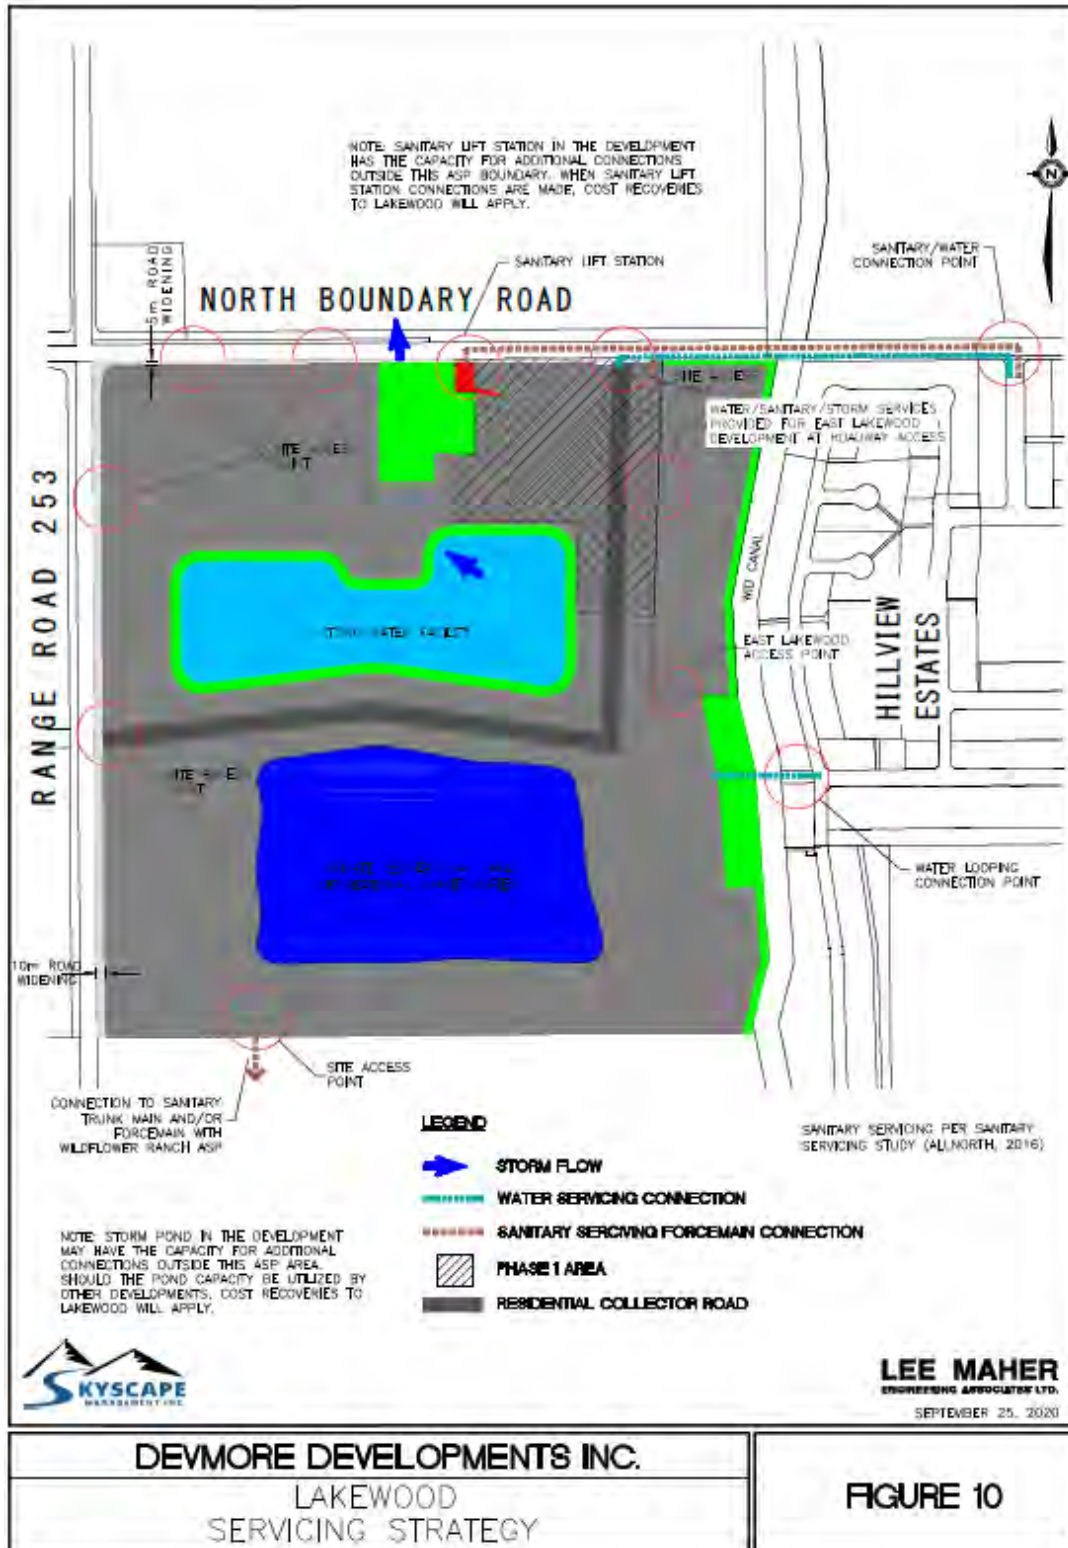 NOTE: SANITARY LIFT STATION IN THE DEVELOPMENT
HAS THE CAPACITY FOR ADDITIONAL CONNECTIONS
OUTSIDE THIS ASP BOUNDARY. WHEN SANITARY LIFT
STATION CONNECTIONS ARE MADE, COST RECOVERIES
TO LAKEWOOD WILL APPLY.
N
5m ROAD
WIDENING
SANITARY LIFT STATION
SANITARY/WATER
CONNECTION POINT
NORTH BOUNDARY ROAD
WATER/SANITARY/STORM SERVICES
PROVIDED FOR EAST LAKEWOOD
DEVELOPMENT AT ROADWAY ACCESS
RANGE ROAD 253
WID CANAL
EAST LAKEWOOD
ACCESS POINT
HILLVIEW
ESTATES
WATER LOOPING
CONNECTION POINT
10m ROAD
WIDENING
SITE ACCESS
POINT
CONNECTION TO SANITARY
TRUNK MAIN AND/OR
FORCEMAIN WITH
WILDFLOWER RANCH ASP
LEGEND
STORM FLOW
WATER SERVICING CONNECTION
SANITARY SERCIVING FORCEMAIN CONNECTION
PHASE 1 AREA
RESIDENTIAL COLLECTOR ROAD
SANITARY SERVICING PER SANITARY
SERVICING STUDY (ALLNORTH, 2016)
NOTE: STORM POND IN THE DEVELOPMENT
MAY HAVE THE CAPACITY FOR ADDITIONAL
CONNECTIONS OUTSIDE THIS ASP AREA.
SHOULD THE POND CAPACITY BE UTILIZED BY
OTHER DEVELOPMENTS, COST RECOVERIES TO
LAKEWOOD WILL APPLY.
SKYSCAPE
MANAGEMENT INC.
LEE MAHER
ENGINEERING ASSOCIATES LTD.
SEPTEMBER 25, 2020
DEVMORE DEVELOPMENTS INC.
LAKEWOOD
SERVICING STRATEGY
FIGURE 10